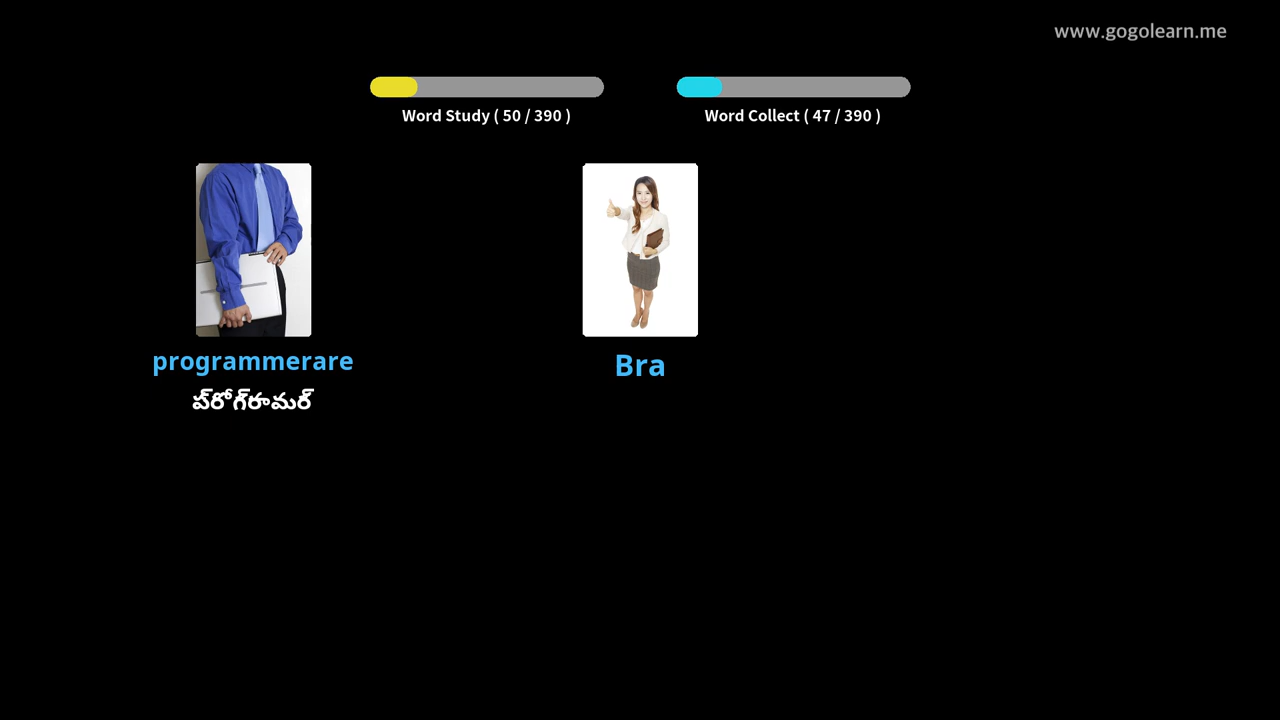 www.gogolearn.me
Word Study ( 50 / 390 )
Word Collect ( 47 / 390 )
programmerare
Bra
ప్రోగ్రామర్